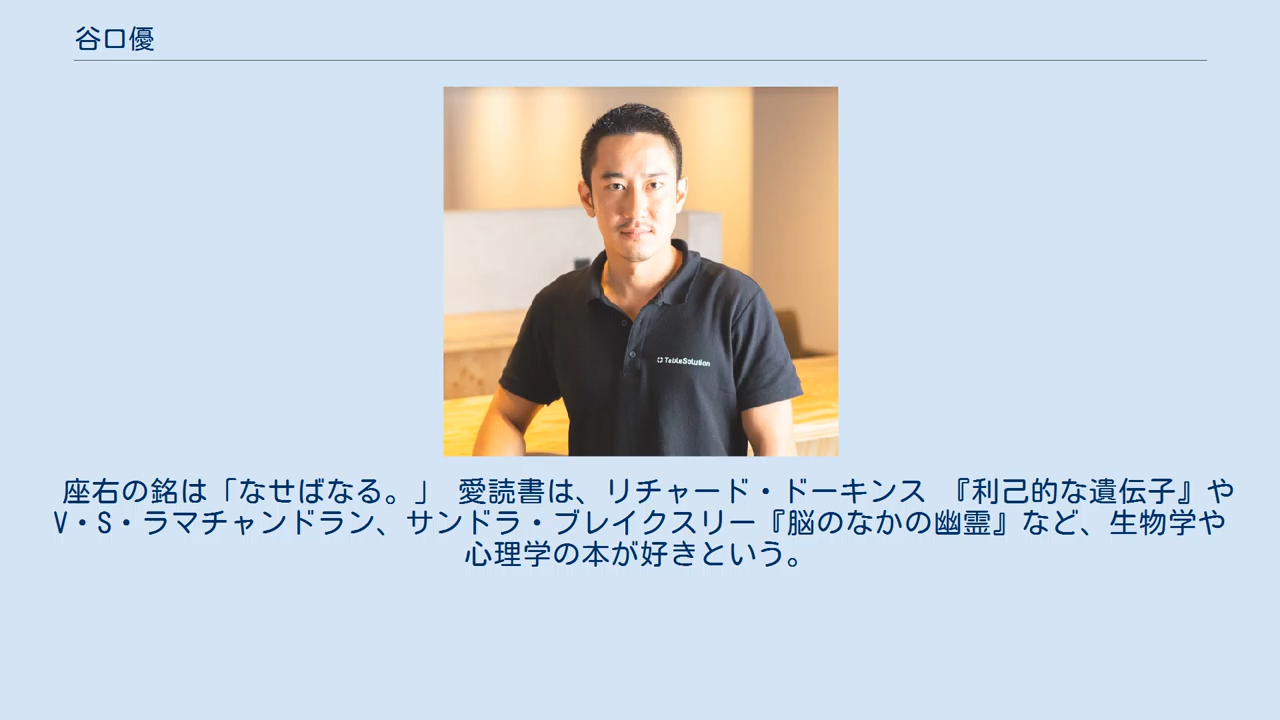 谷口優
TableSolution
座右の銘は「なせばなる。」 愛読書は、リチャード・ドーキンス 『利己的な遺伝子』や
V・S・ラマチャンドラン、サンドラ・ブレイクスリー『脳のなかの幽霊』など、生物学や
心理学の本が好きという。